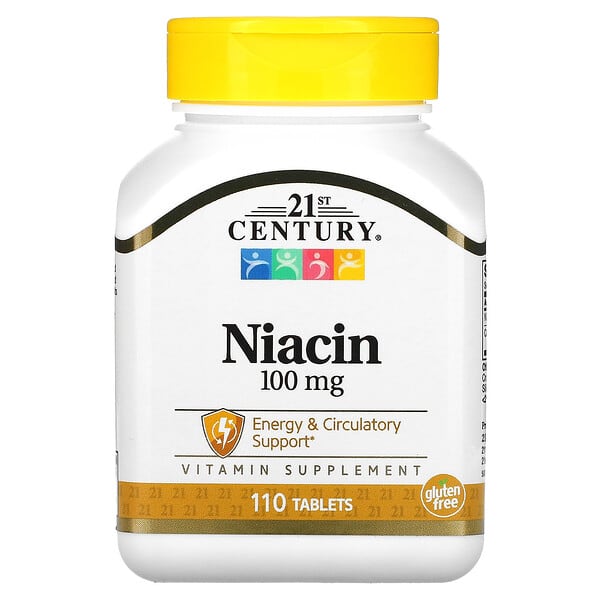 21ST
CENTURY®
Niacin
100 mg
Energy & Circulatory
Support*
VITAMIN SUPPLEMENT
110 TABLETS
gluten
free